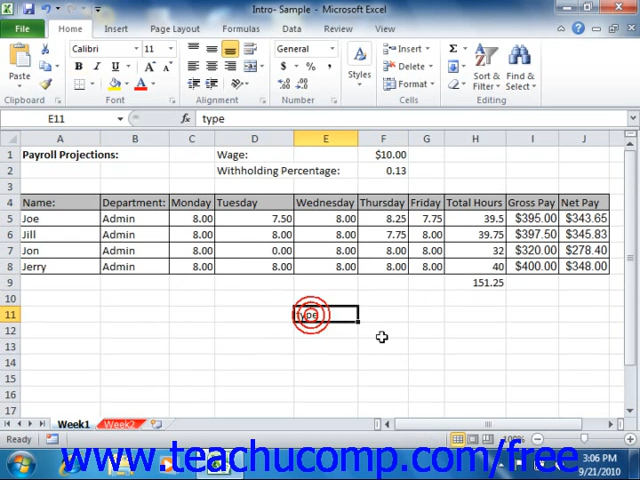 Intro- Sample - Microsoft Excel
File Home Insert Page Layout Formulas Data Review View
Calibri 11 General Insert Σ
Paste B I U $ % , Styles Delete Sort & Filter Find & Select
Format
Clipboard Font Alignment Number Cells Editing
E11 fx type
A B C D E F G H I J
1 Payroll Projections: Wage: $10.00
2 Withholding Percentage: 0.13
3
4 Name: Department: Monday Tuesday Wednesday Thursday Friday Total Hours Gross Pay Net Pay
5 Joe Admin 8.00 7.50 8.00 8.25 7.75 39.5 $395.00 $343.65
6 Jill Admin 8.00 8.00 8.00 7.75 8.00 39.75 $397.50 $345.83
7 Jon Admin 8.00 0.00 8.00 8.00 8.00 32 $320.00 $278.40
8 Jerry Admin 8.00 8.00 8.00 8.00 8.00 40 $400.00 $348.00
9 151.25
10
11 type
12
13
14
15
16
17
Week1 Week2
Ready 100%
www.teachucomp.com/free
3:06 PM
9/21/2010